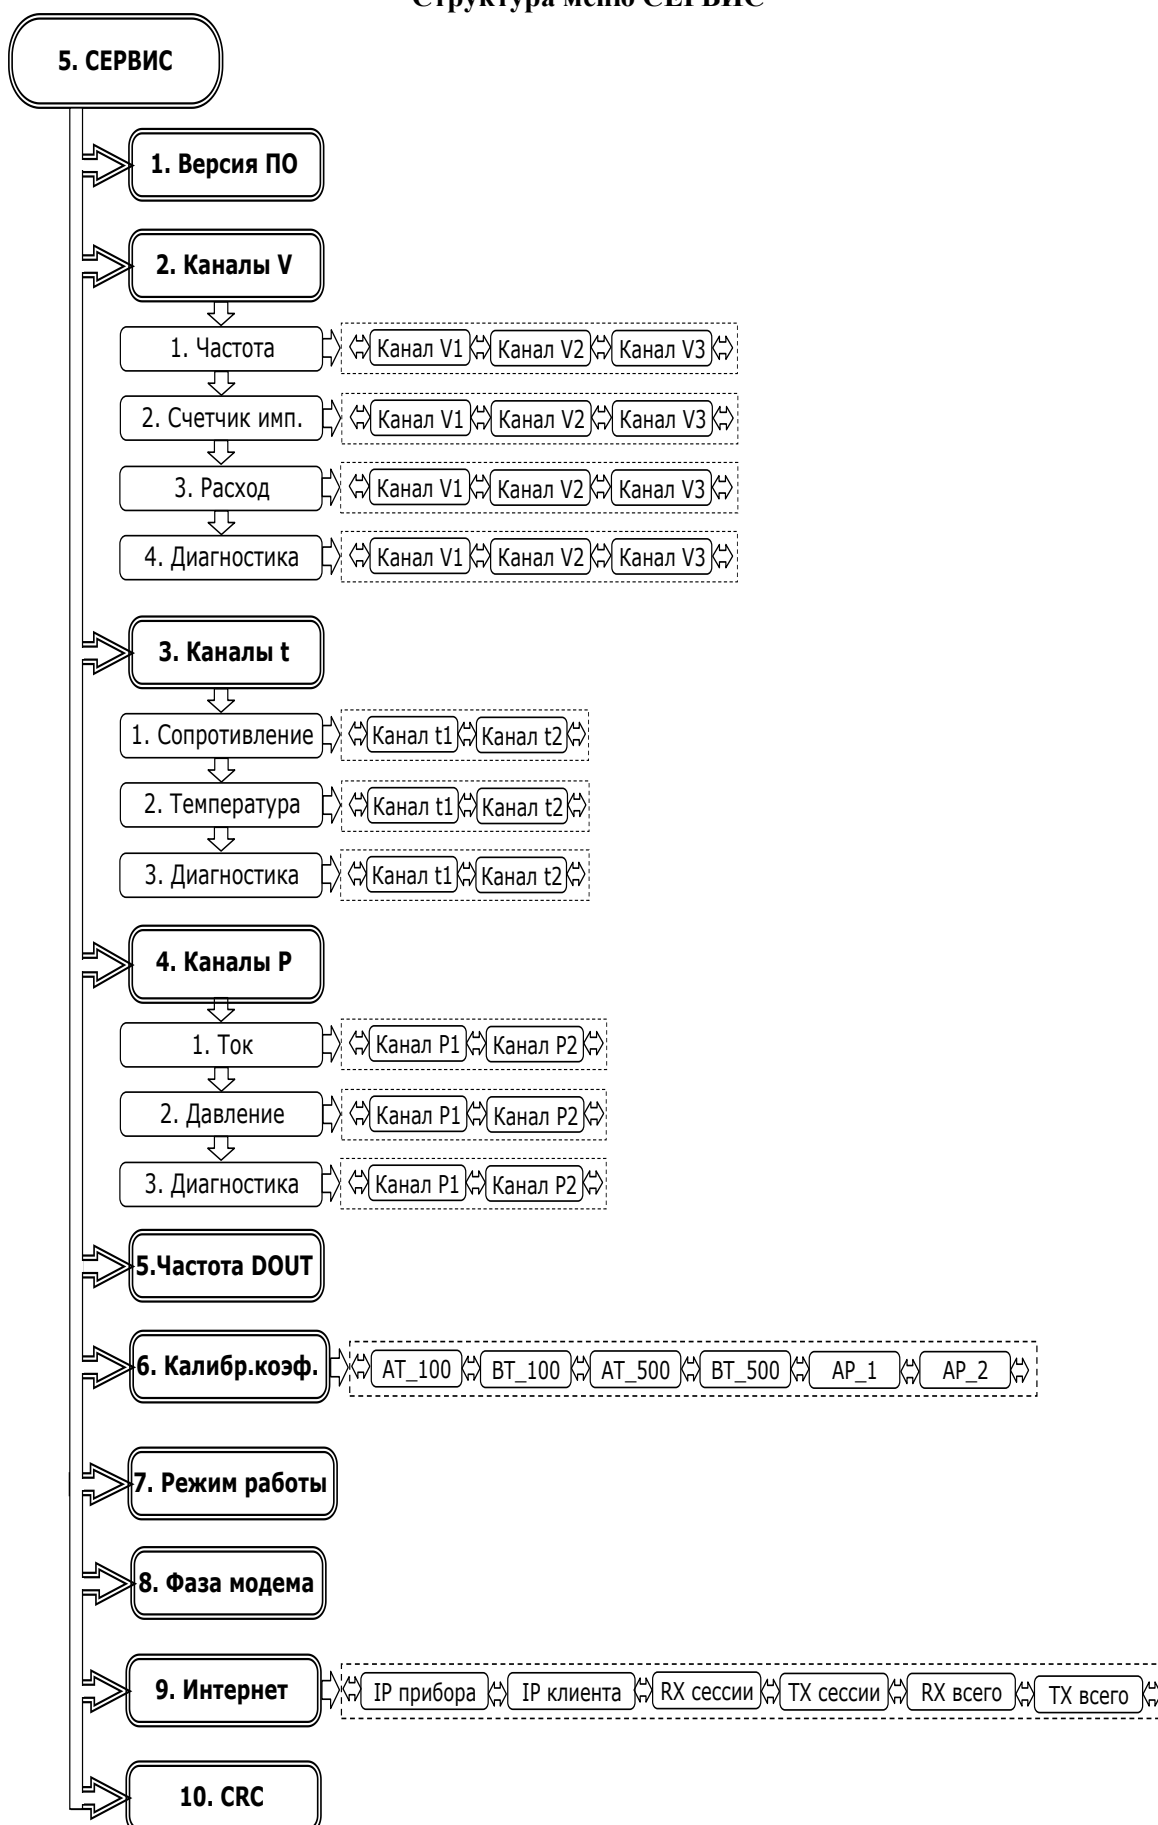 Структура меню СЕРВИС
5. СЕРВИС
1. Версия ПО
2. Каналы V
1. Частота Канал V1 Канал V2 Канал V3
2. Счетчик имп. Канал V1 Канал V2 Канал V3
3. Расход Канал V1 Канал V2 Канал V3
4. Диагностика Канал V1 Канал V2 Канал V3
3. Каналы t
1. Сопротивление Канал t1 Канал t2
2. Температура Канал t1 Канал t2
3. Диагностика Канал t1 Канал t2
4. Каналы P
1. Ток Канал P1 Канал P2
2. Давление Канал P1 Канал P2
3. Диагностика Канал P1 Канал P2
5.Частота DOUT
6. Калибр.коэф. AT_100 BT_100 AT_500 BT_500 AP_1 AP_2
7. Режим работы
8. Фаза модема
9. Интернет IP прибора IP клиента RX сессии TX сессии RX всего TX всего
10. CRC